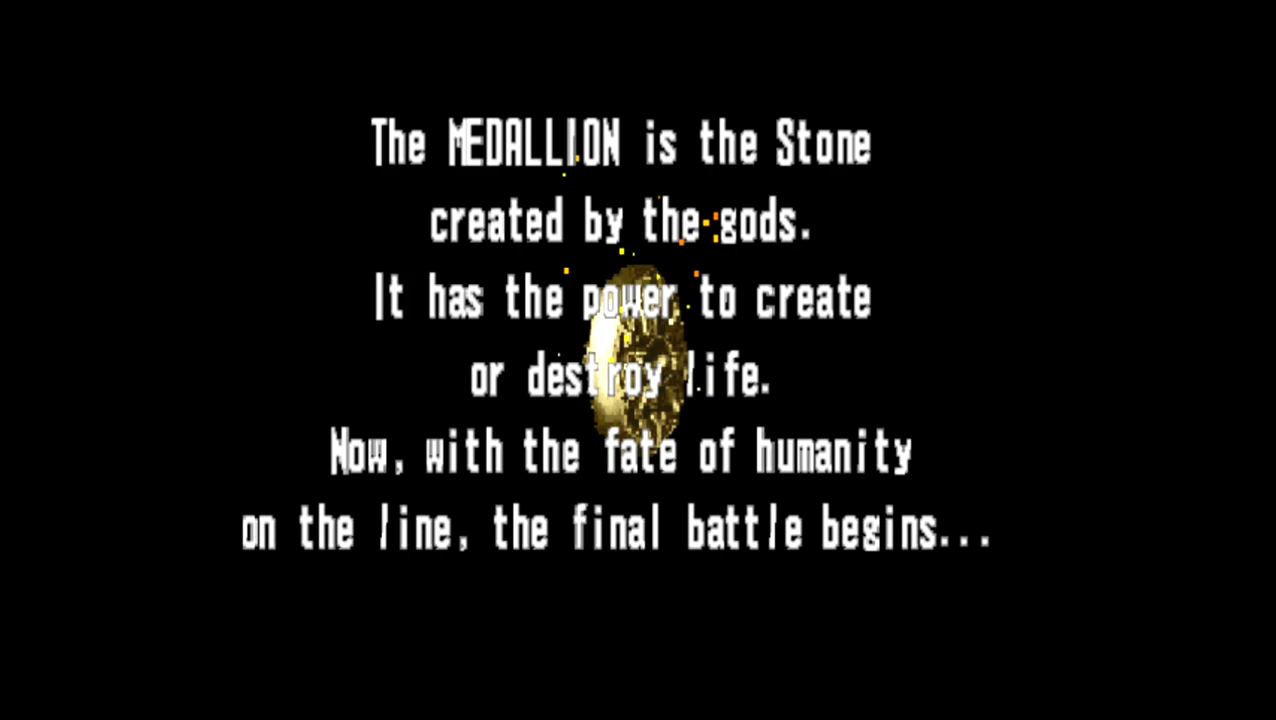 The MEDALLION is the Stone
created by the gods.
It has the power to create
or destroy life.
Now, with the fate of humanity
on the line, the final battle begins...